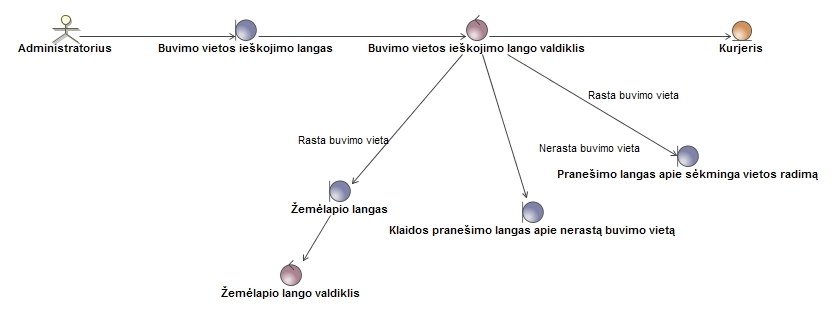 Administratorius
Buvimo vietos ieškojimo langas
Buvimo vietos ieškojimo lango valdiklis
Kurjeris
Rasta buvimo vieta
Rasta buvimo vieta
Nerasta buvimo vieta
Pranešimo langas apie sėkminga vietos radimą
Žemėlapio langas
Klaidos pranešimo langas apie nerastą buvimo vietą
Žemėlapio lango valdiklis